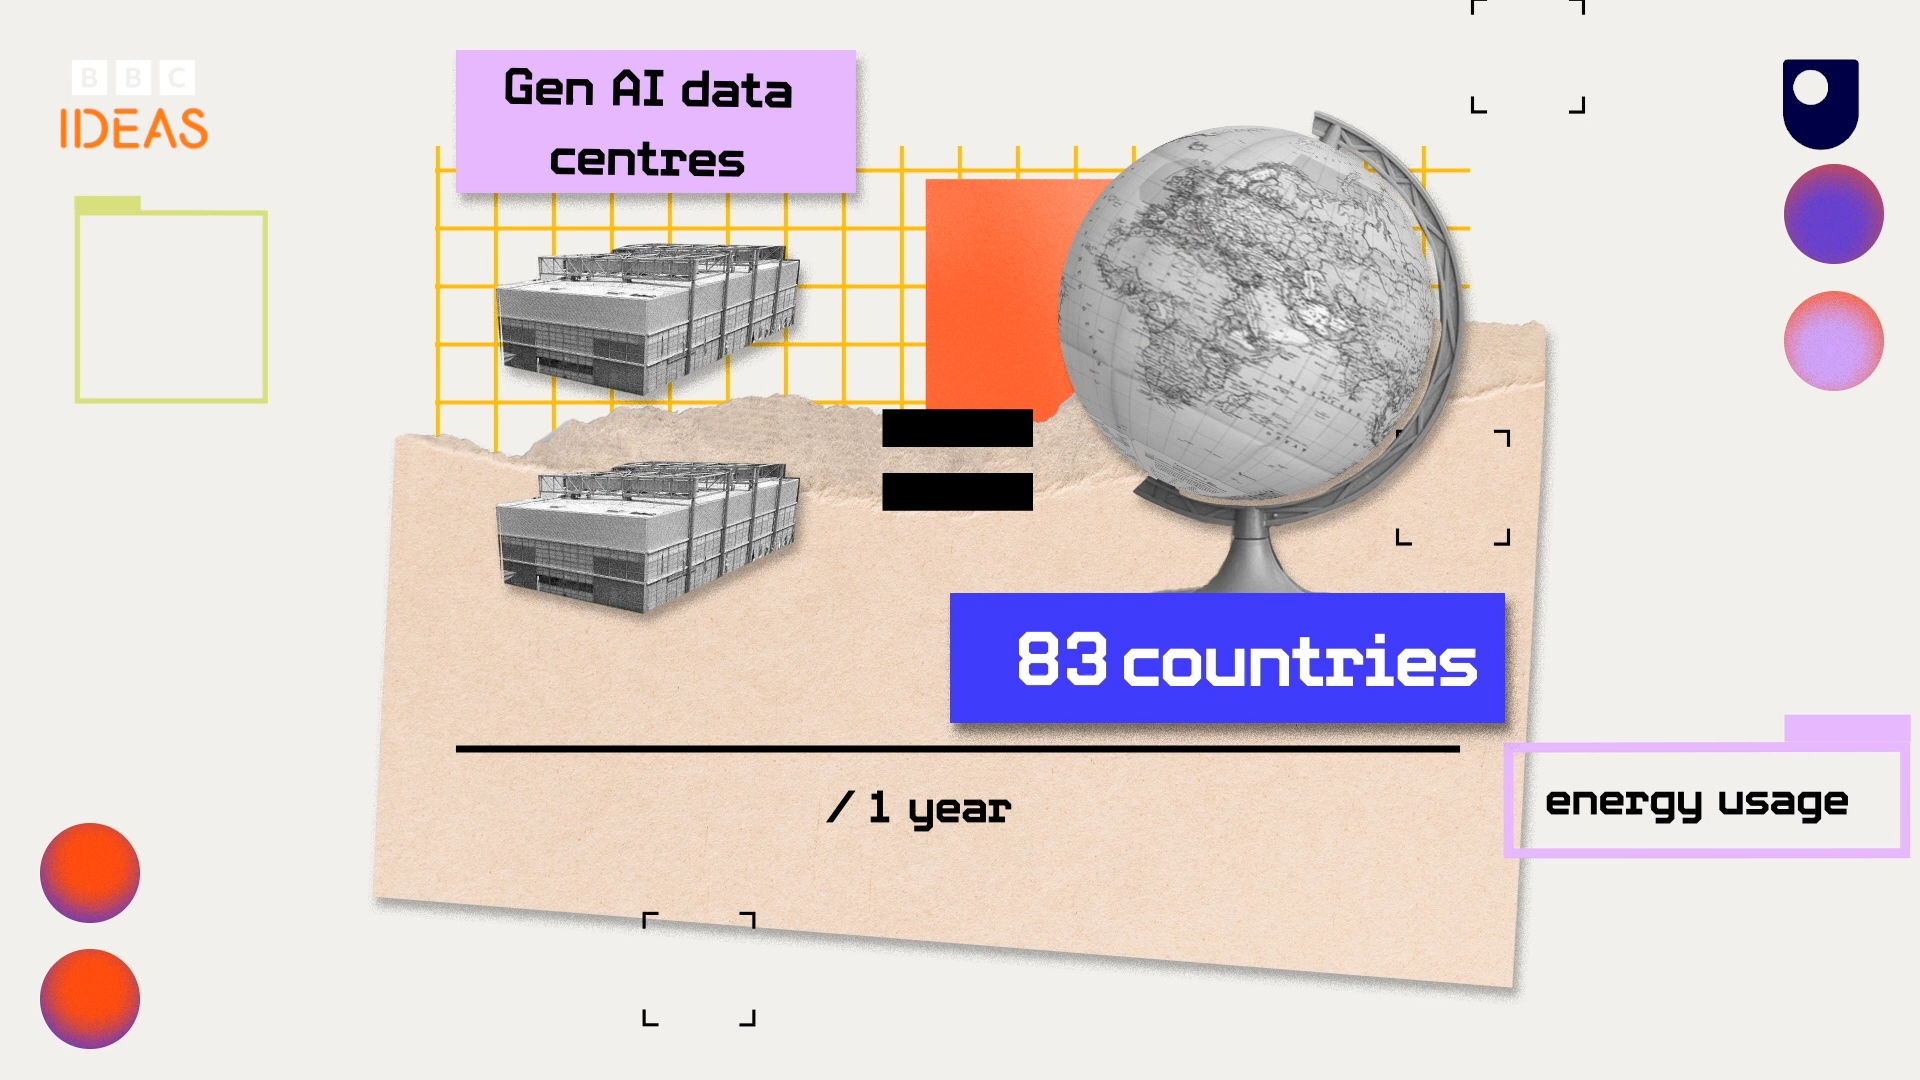 BBC
IDEAS
Gen AI data
centres
83 countries
/ 1 year
energy usage